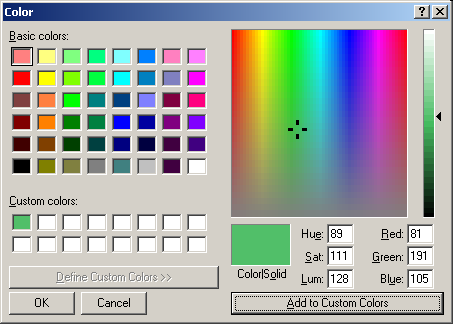 Color
Basic colors:
Custom colors:
Define Custom Colors >>
OK Cancel
Color|Solid
Hue: 89 Red: 81
Sat: 111 Green: 191
Lum: 128 Blue: 105
Add to Custom Colors